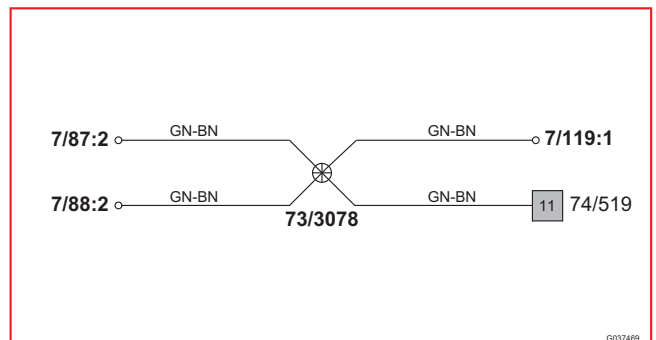 GN-BN GN-BN
7/87:2 7/119:1
GN-BN GN-BN
7/88:2 11 74/519
73/3078
G037469